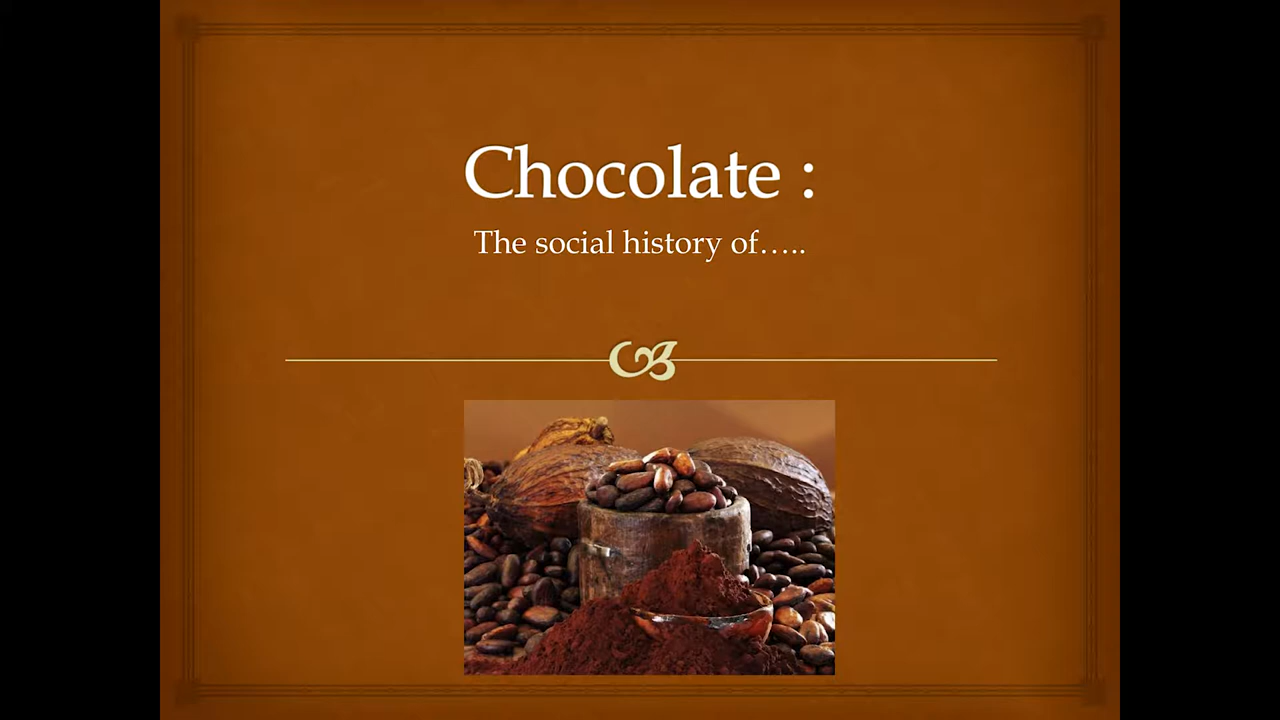 Chocolate :
The social history of.....